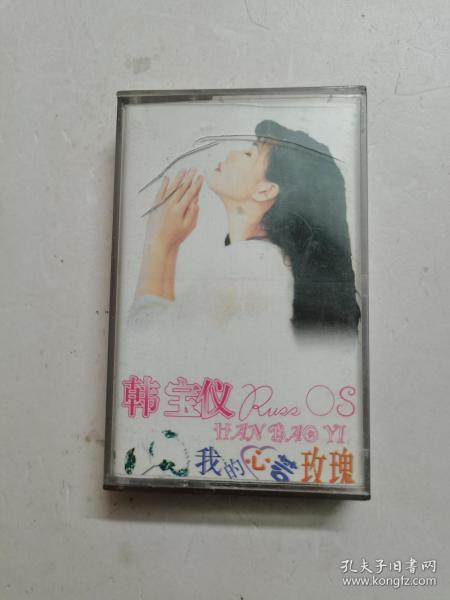 韩宝仪 Russ OS
HAN BAO YI
我的心若玫瑰
孔夫子旧书网
www.kongfz.com